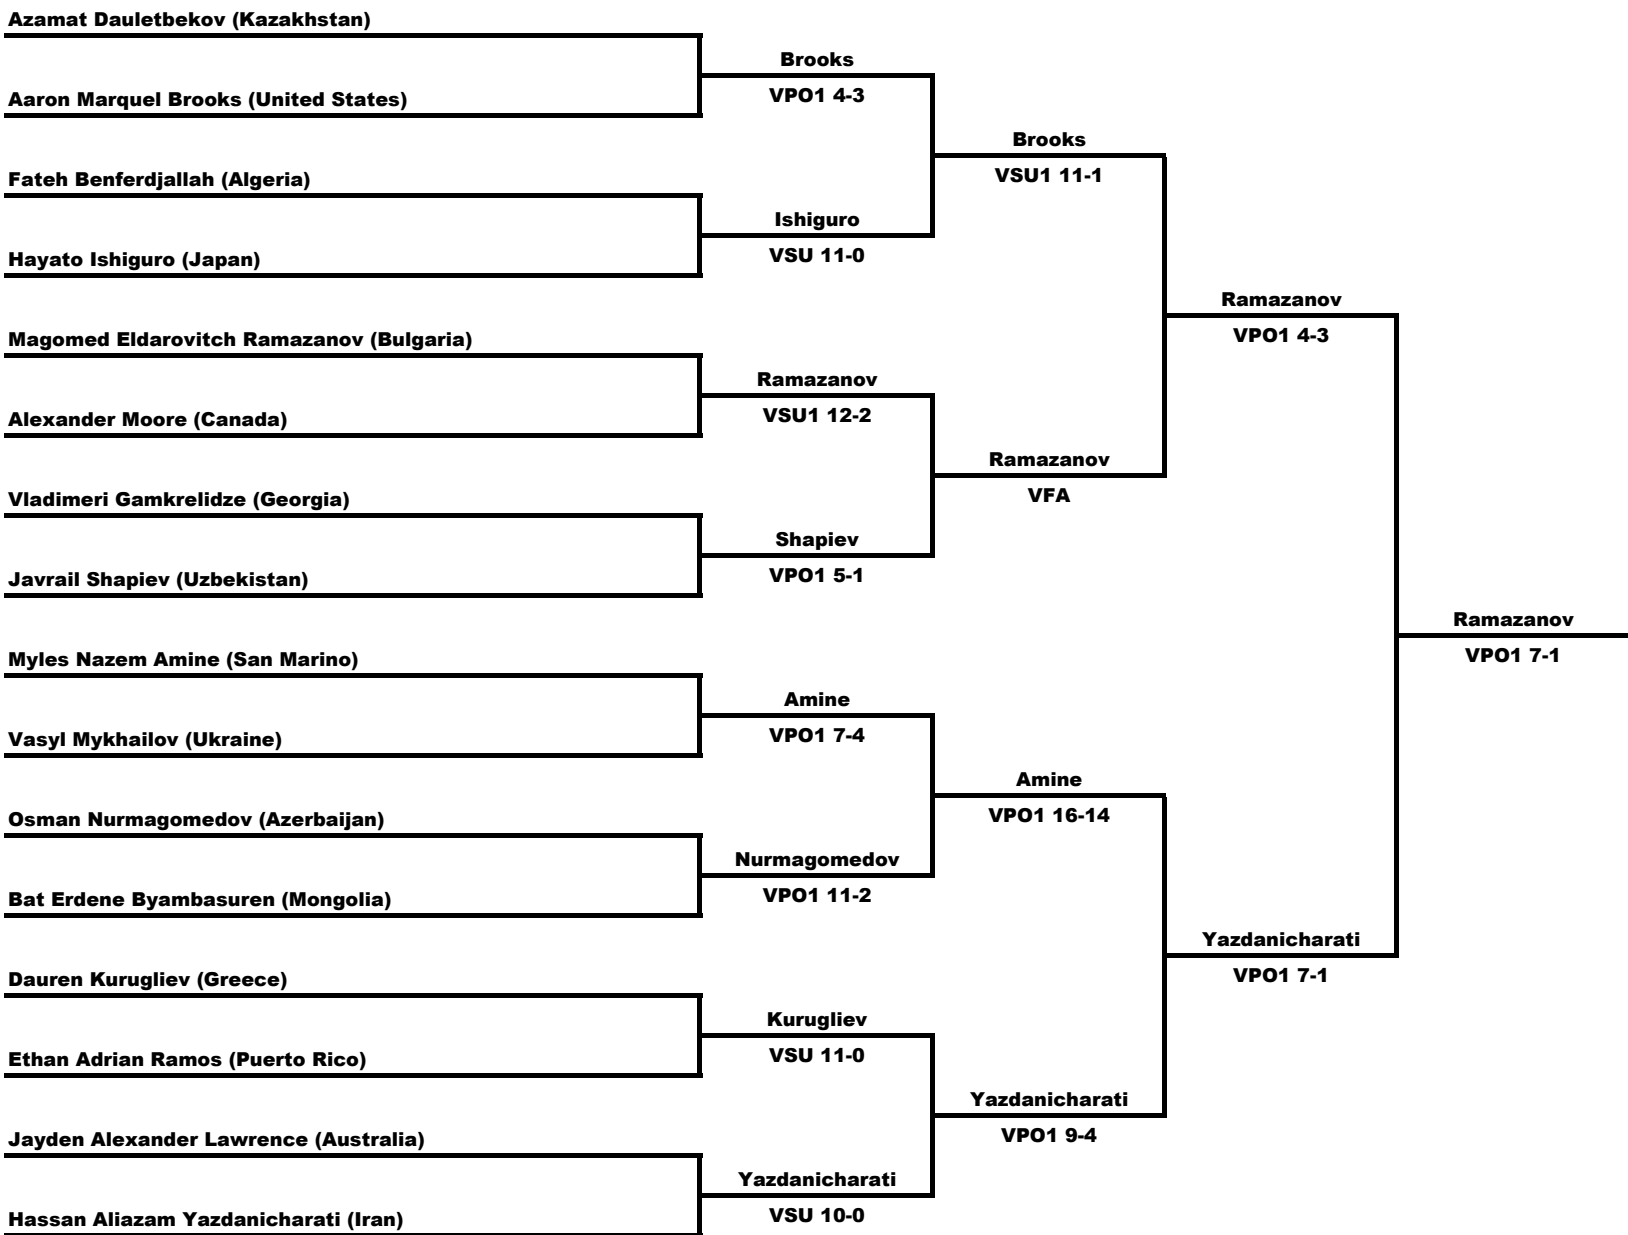 Azamat Dauletbekov (Kazakhstan)
Brooks
Aaron Marquel Brooks (United States)
VPO1 4-3
Brooks
Fateh Benferdjallah (Algeria)
VSU1 11-1
Ishiguro
Hayato Ishiguro (Japan)
VSU 11-0
Ramazanov
Magomed Eldarovitch Ramazanov (Bulgaria)
VPO1 4-3
Ramazanov
Alexander Moore (Canada)
VSU1 12-2
Ramazanov
Vladimeri Gamkrelidze (Georgia)
VFA
Shapiev
Javrail Shapiev (Uzbekistan)
VPO1 5-1
Ramazanov
Myles Nazem Amine (San Marino)
VPO1 7-1
Amine
Vasyl Mykhailov (Ukraine)
VPO1 7-4
Amine
Osman Nurmagomedov (Azerbaijan)
VPO1 16-14
Nurmagomedov
Bat Erdene Byambasuren (Mongolia)
VPO1 11-2
Yazdanicharati
Dauren Kurugliev (Greece)
VPO1 7-1
Kurugliev
Ethan Adrian Ramos (Puerto Rico)
VSU 11-0
Yazdanicharati
Jayden Alexander Lawrence (Australia)
VPO1 9-4
Yazdanicharati
Hassan Aliazam Yazdanicharati (Iran)
VSU 10-0